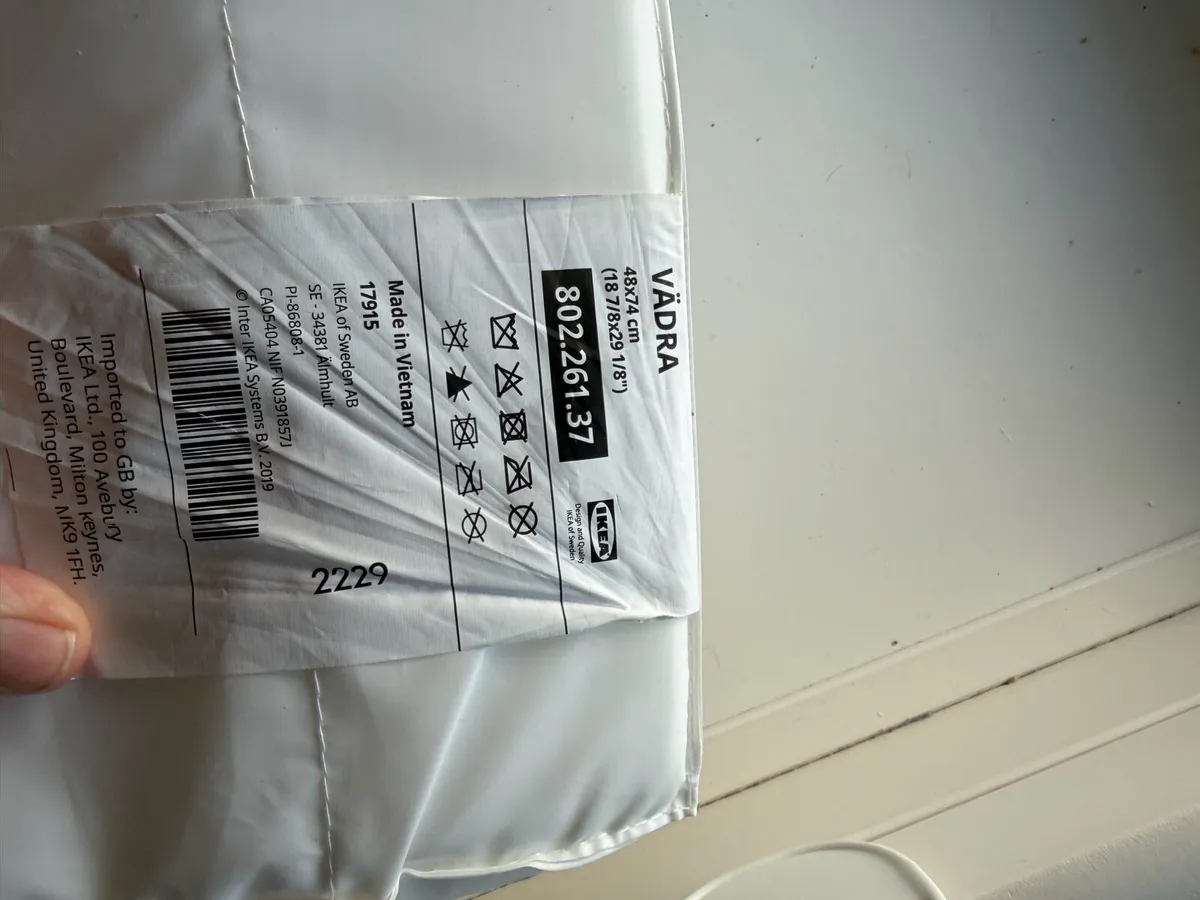 VÄDRA
48x74 cm
(18 7/8x29 1/8")
802.261.37
IKEA
Design and Quality
IKEA of Sweden
Made in Vietnam
17915
IKEA of Sweden AB
SE - 34381 Älmhult
PI-86808-1
CA05404 NIF N0391857J
© Inter IKEA Systems B.V. 2019
2229
Imported to GB by:
IKEA Ltd., 100 Avebury
Boulevard, Milton Keynes,
United Kingdom, MK9 1FH.